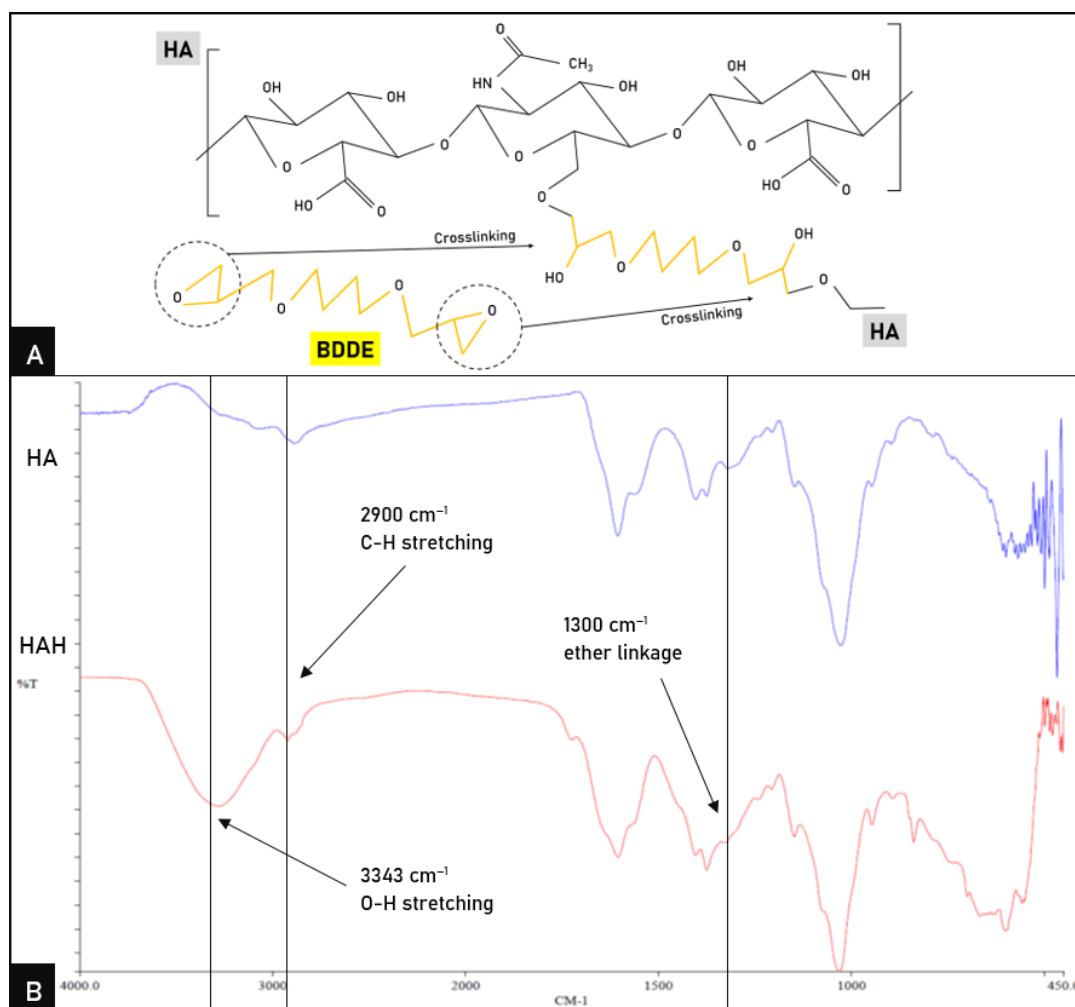 HA
O
CH₃
HN
OH
OH
OH
OH
OH
O
O
O
O
O
HO
O
O
HO
O
Crosslinking
OH
O
O
HO
O
O
O
O
O
O
Crosslinking
BDDE
HA
A
HA
2900 cm⁻¹
C-H stretching
1300 cm⁻¹
ether linkage
HAH
%T
3343 cm⁻¹
O-H stretching
B
4000.0
3000
2000
1500
1000
450.0
CM-1